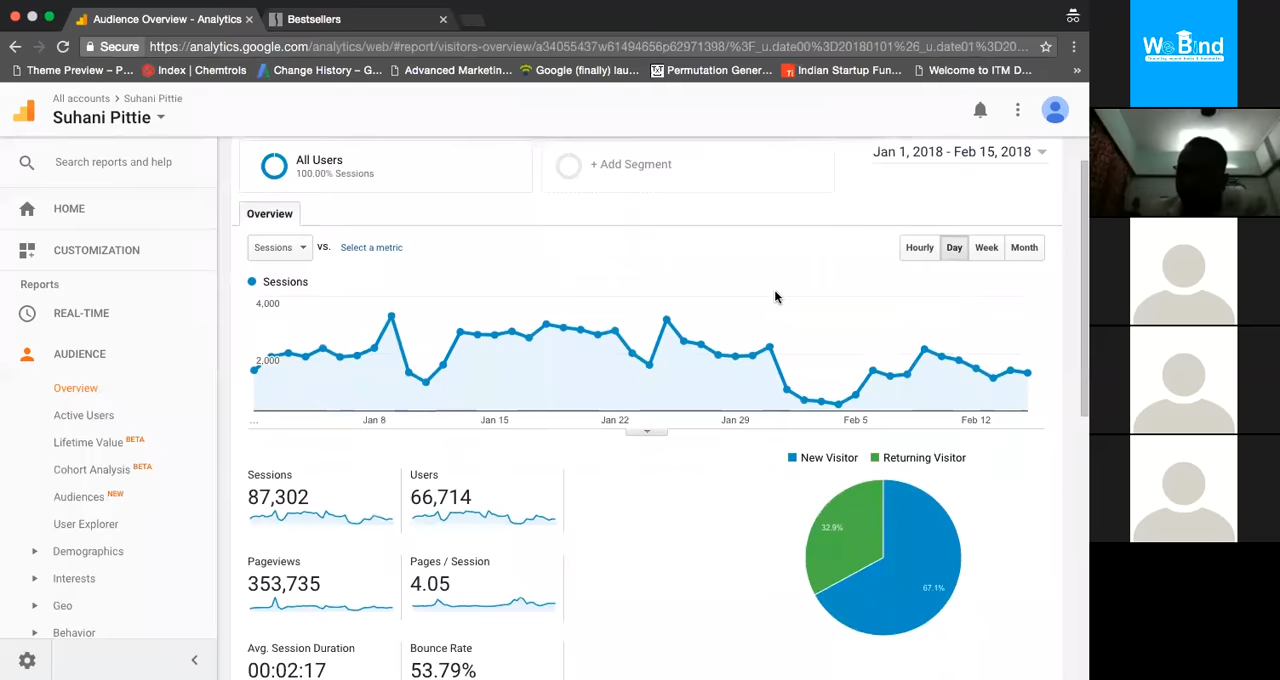 Audience Overview - Analytics
Bestsellers
Secure
https://analytics.google.com/analytics/web/#report/visitors-overview/a34055437w61494656p62971398/%3F_u.date00%3D20180101%26_u.date01%3D20...
Theme Preview – P...
Index | Chemtrols
Change History – G...
Advanced Marketin...
Google (finally) lau...
Permutation Gener...
Indian Startup Fun...
Welcome to ITM D...
»
All accounts > Suhani Pittie
Suhani Pittie
Search reports and help
HOME
CUSTOMIZATION
Reports
REAL-TIME
AUDIENCE
Overview
Active Users
Lifetime Value BETA
Cohort Analysis BETA
Audiences NEW
User Explorer
Demographics
Interests
Geo
Behavior
All Users
100.00% Sessions
+ Add Segment
Jan 1, 2018 - Feb 15, 2018
Overview
Sessions
VS.
Select a metric
Hourly
Day
Week
Month
Sessions
4,000
2,000
...
Jan 8
Jan 15
Jan 22
Jan 29
Feb 5
Feb 12
Sessions
87,302
Users
66,714
Pageviews
353,735
Pages / Session
4.05
Avg. Session Duration
00:02:17
Bounce Rate
53.79%
New Visitor
Returning Visitor
32.9%
67.1%
We Bind